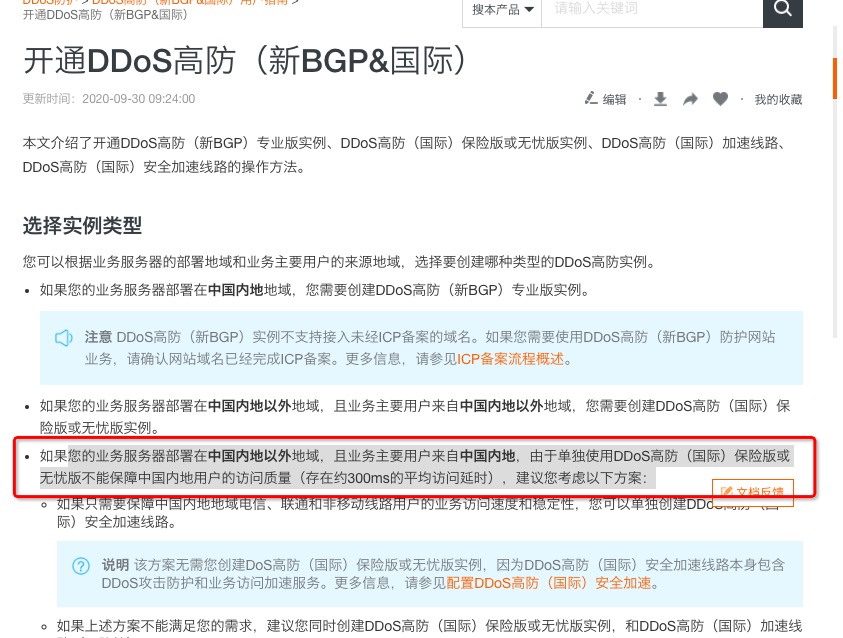 DDoS防护 > DDoS高防（新BGP&国际）用户指南 >
开通DDoS高防（新BGP&国际）
搜本产品
请输入关键词
开通DDoS高防（新BGP&国际）
更新时间：2020-09-30 09:24:00
编辑 · · 我的收藏
本文介绍了开通DDoS高防（新BGP）专业版实例、DDoS高防（国际）保险版或无忧版实例、DDoS高防（国际）加速线路、
DDoS高防（国际）安全加速线路的操作方法。
选择实例类型
您可以根据业务服务器的部署地域和业务主要用户的来源地域，选择要创建哪种类型的DDoS高防实例。
• 如果您的业务服务器部署在中国内地地域，您需要创建DDoS高防（新BGP）专业版实例。
注意 DDoS高防（新BGP）实例不支持接入未经ICP备案的域名。如果您需要使用DDoS高防（新BGP）防护网站
业务，请确认网站域名已经完成ICP备案。更多信息，请参见ICP备案流程概述。
• 如果您的业务服务器部署在中国内地以外地域，且业务主要用户来自中国内地以外地域，您需要创建DDoS高防（国际）保
险版或无忧版实例。
• 如果您的业务服务器部署在中国内地以外地域，且业务主要用户来自中国内地，由于单独使用DDoS高防（国际）保险版或
无忧版不能保障中国内地用户的访问质量（存在约300ms的平均访问延时），建议您考虑以下方案：
文档反馈
如果只需要保障中国内地地域电信、联通和非移动线路用户的业务访问速度和稳定性，您可以单独创建DDoS高防（国
际）安全加速线路。
说明 该方案无需您创建DoS高防（国际）保险版或无忧版实例，因为DDoS高防（国际）安全加速线路本身包含
DDoS攻击防护和业务访问加速服务。更多信息，请参见配置DDoS高防（国际）安全加速。
如果上述方案不能满足您的需求，建议您同时创建DDoS高防（国际）保险版或无忧版实例，和DDoS高防（国际）加速线